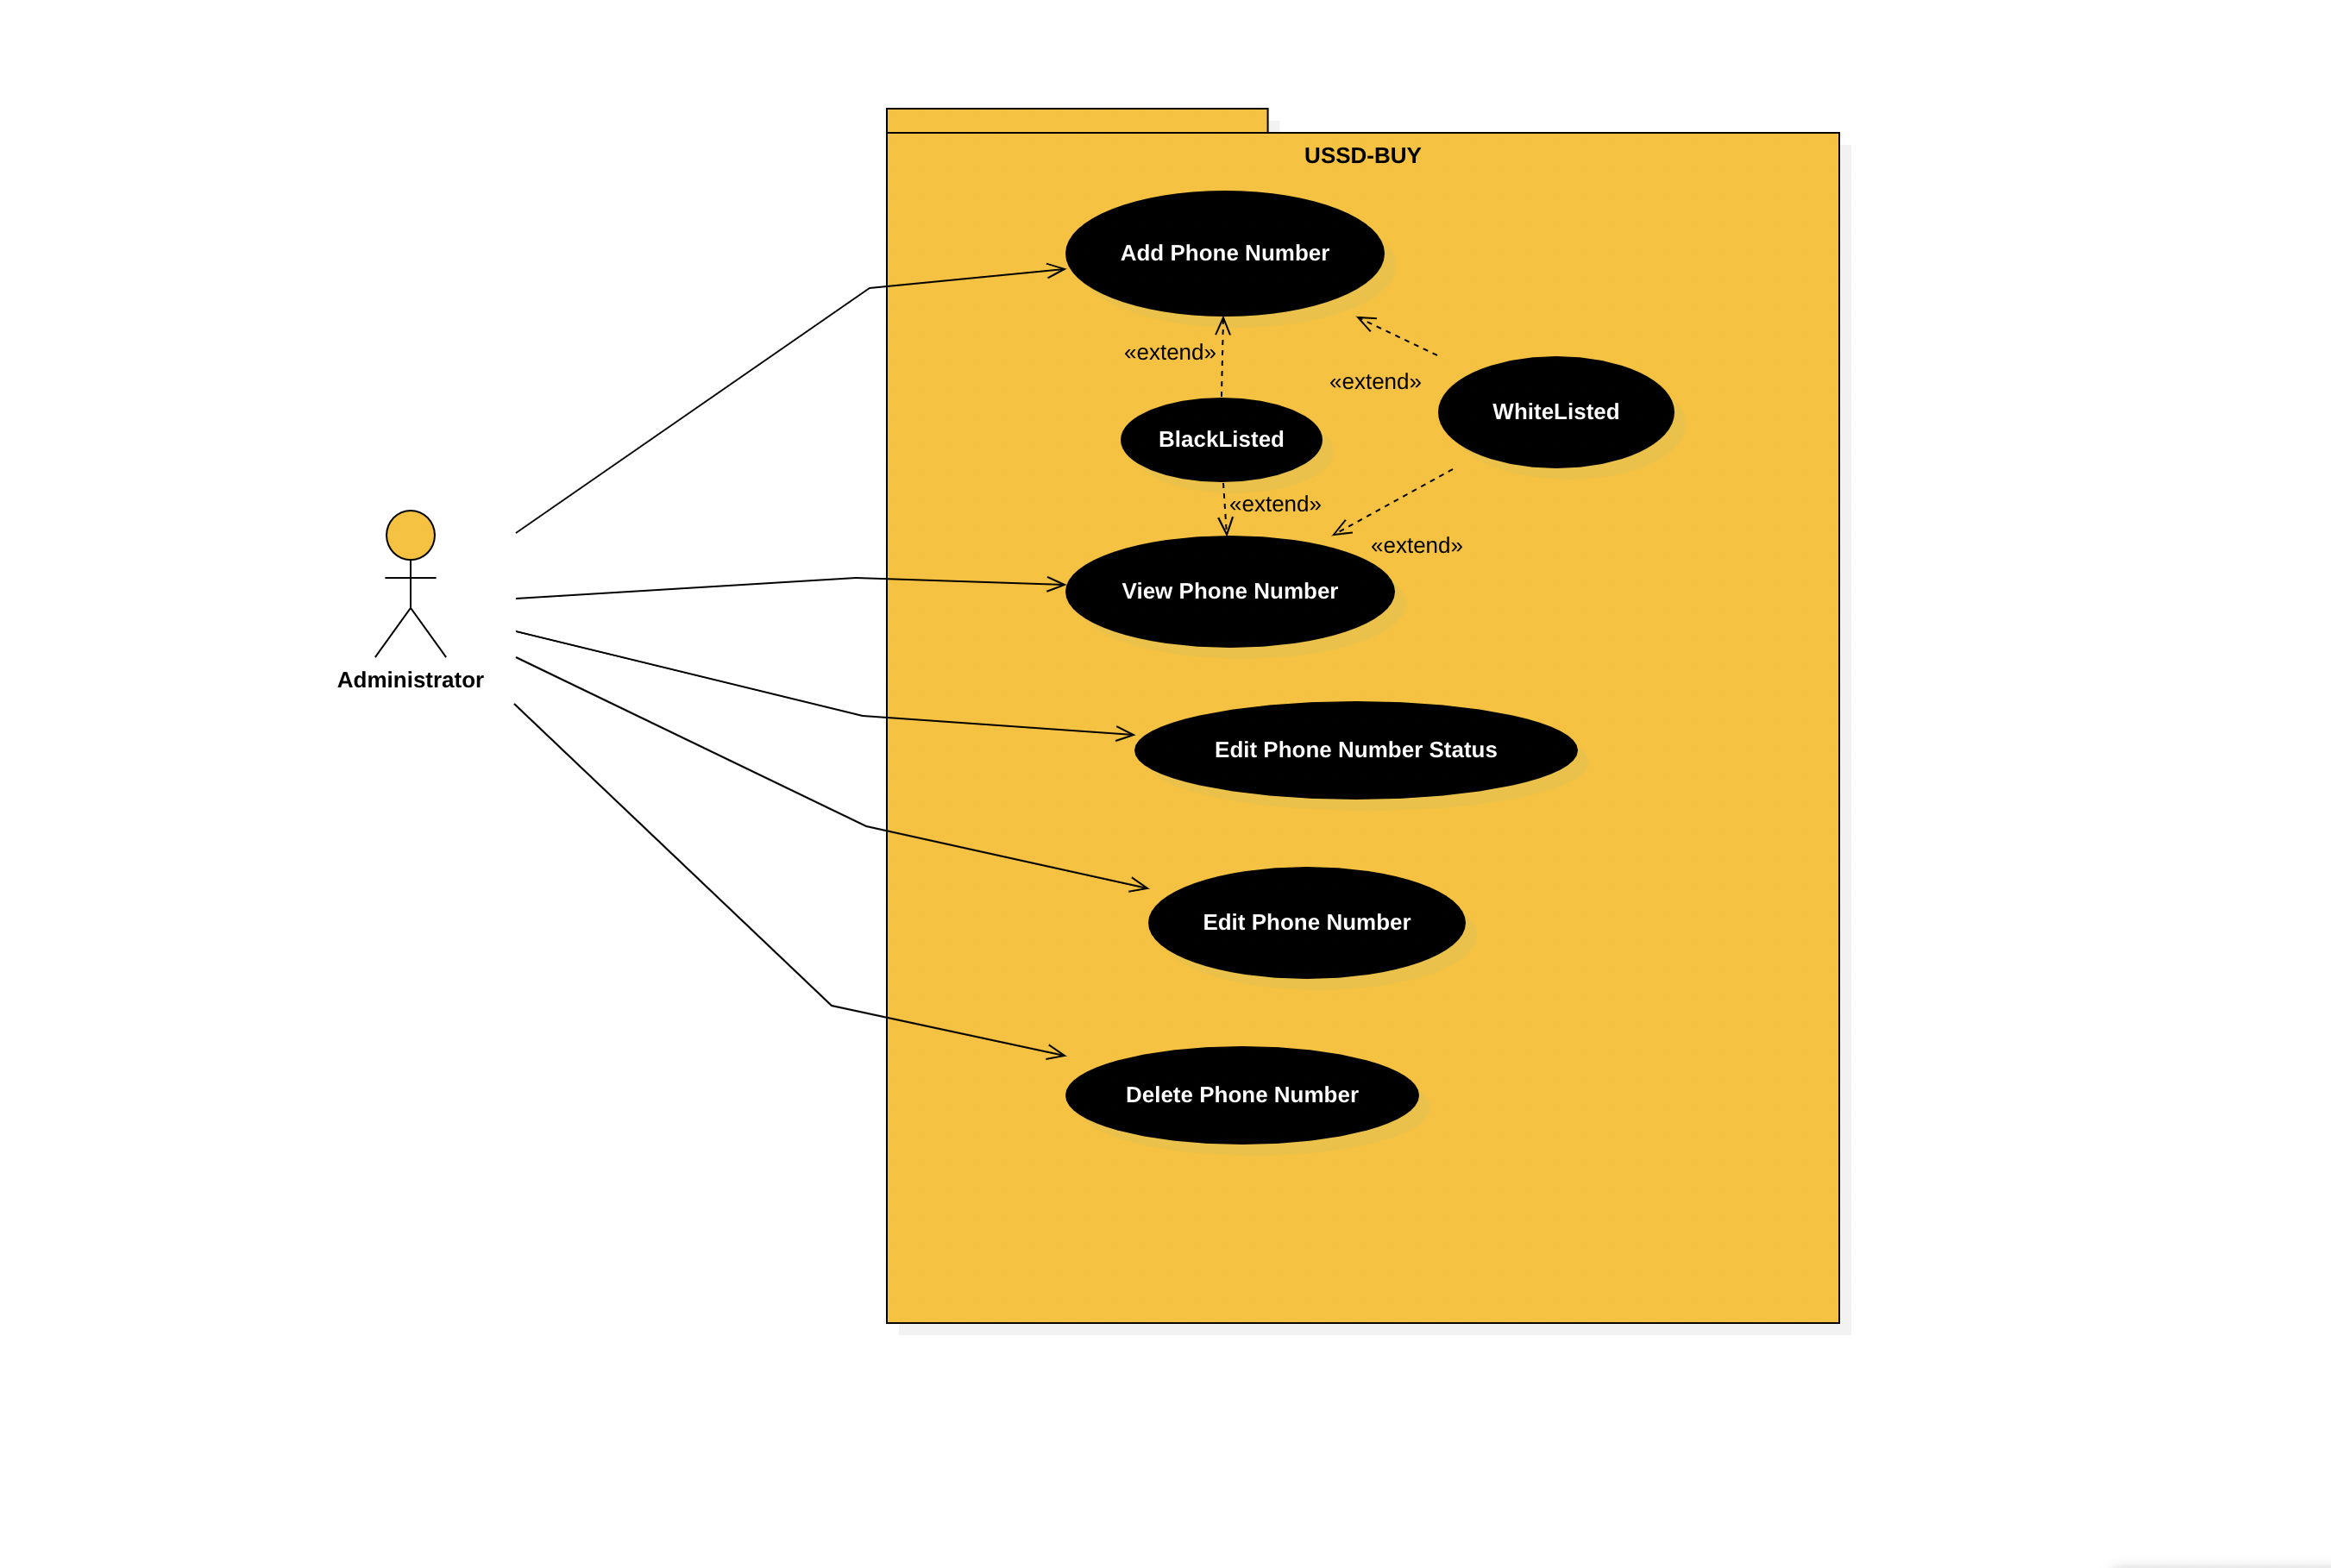 USSD-BUY
Add Phone Number
«extend»
«extend»
WhiteListed
BlackListed
«extend»
«extend»
View Phone Number
Administrator
Edit Phone Number Status
Edit Phone Number
Delete Phone Number